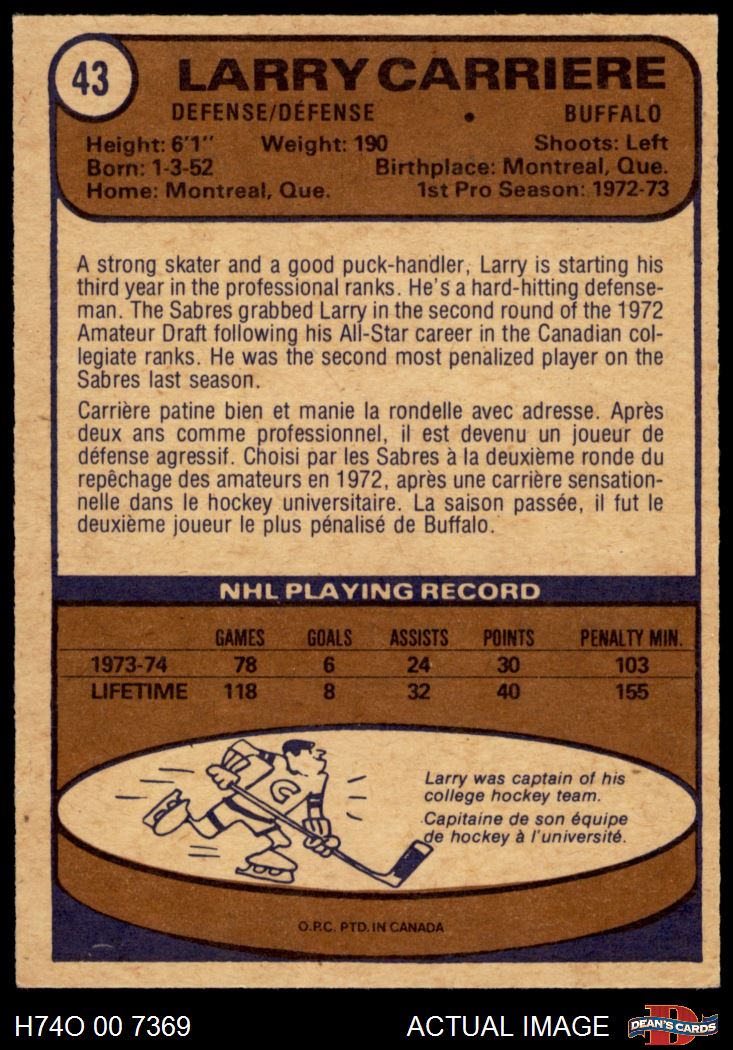 43
LARRY CARRIERE
DEFENSE/DÉFENSE • BUFFALO
Height: 6'1" Weight: 190 Shoots: Left
Born: 1-3-52 Birthplace: Montreal, Que.
Home: Montreal, Que. 1st Pro Season: 1972-73
A strong skater and a good puck-handler, Larry is starting his
third year in the professional ranks. He's a hard-hitting defense-
man. The Sabres grabbed Larry in the second round of the 1972
Amateur Draft following his All-Star career in the Canadian col-
legiate ranks. He was the second most penalized player on the
Sabres last season.
Carrière patine bien et manie la rondelle avec adresse. Après
deux ans comme professionnel, il est devenu un joueur de
défense agressif. Choisi par les Sabres à la deuxième ronde du
repêchage des amateurs en 1972, après une carrière sensation-
nelle dans le hockey universitaire. La saison passée, il fut le
deuxième joueur le plus pénalisé de Buffalo.
NHL PLAYING RECORD
GAMES GOALS ASSISTS POINTS PENALTY MIN.
1973-74 78 6 24 30 103
LIFETIME 118 8 32 40 155
C
Larry was captain of his
college hockey team.
Capitaine de son équipe
de hockey à l'université.
O.P.C. PTD. IN CANADA
H74O 00 7369 ACTUAL IMAGE D DEAN'S CARDS